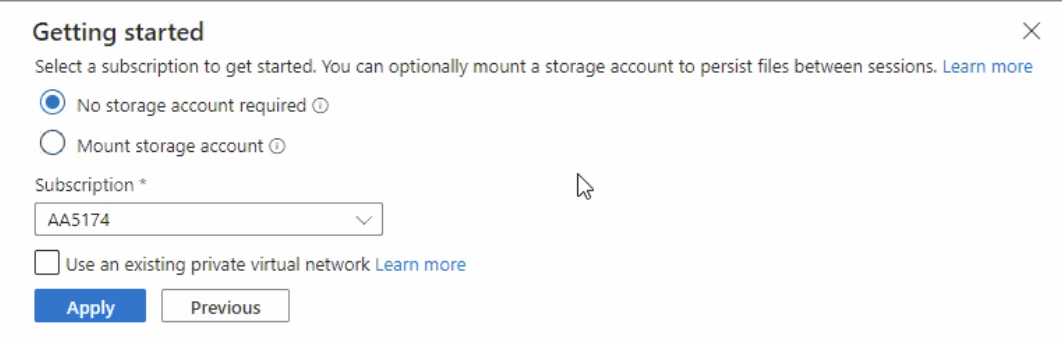 Getting started
Select a subscription to get started. You can optionally mount a storage account to persist files between sessions. Learn more
No storage account required
Mount storage account
Subscription *
AA5174
Use an existing private virtual network Learn more
Apply Previous